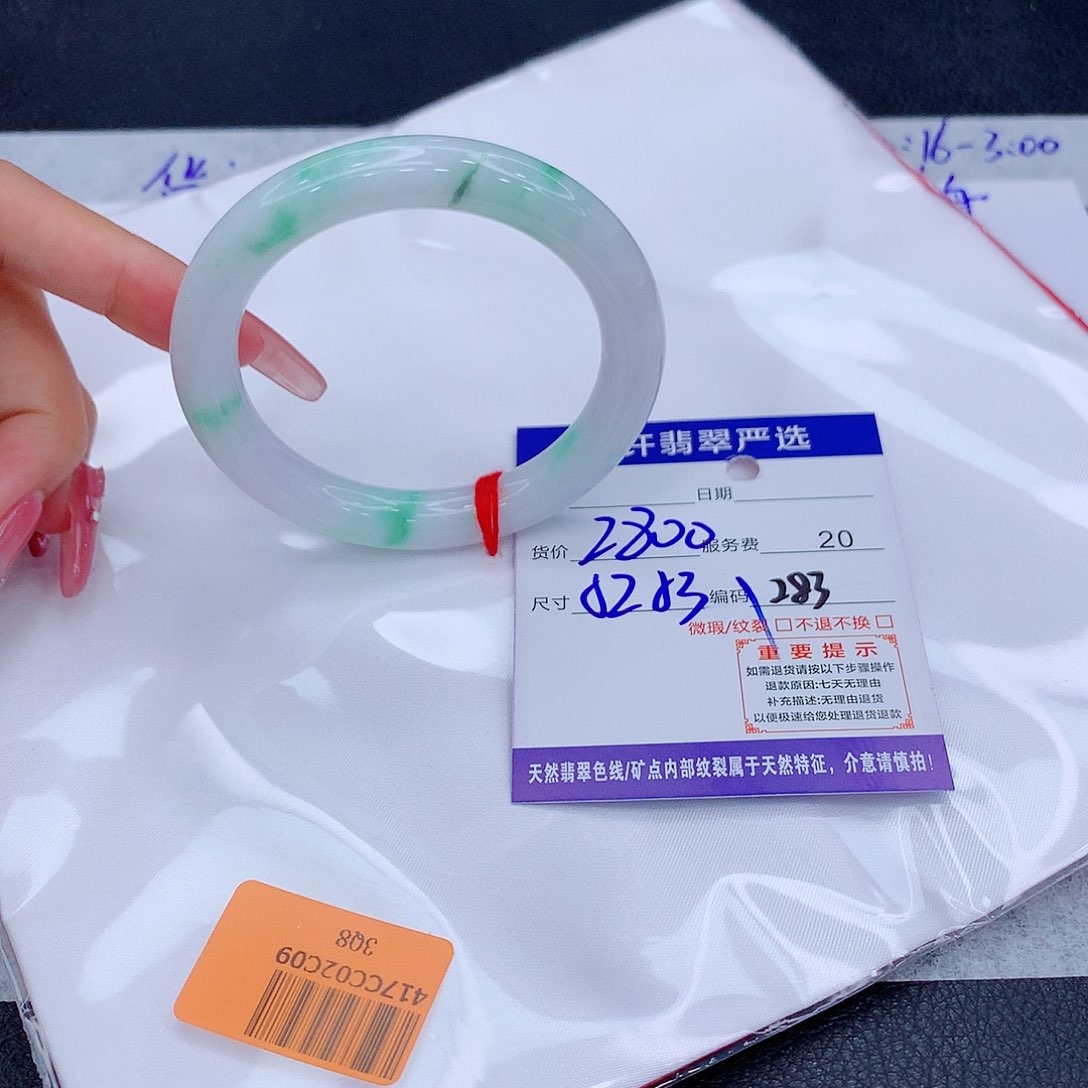 :16-3:00
纤翡翠严选
日期
货价 2800 服务费 20
尺寸 编码 283
微瑕/纹裂 □ 不退不换 □
重要提示
如需退货请按以下步骤操作
退款原因:七天无理由
补充描述:无理由退货
以便极速给您处理退货退款
天然翡翠色线/矿点内部纹裂属于天然特征，介意请慎拍!
417CC02C09
3Q8